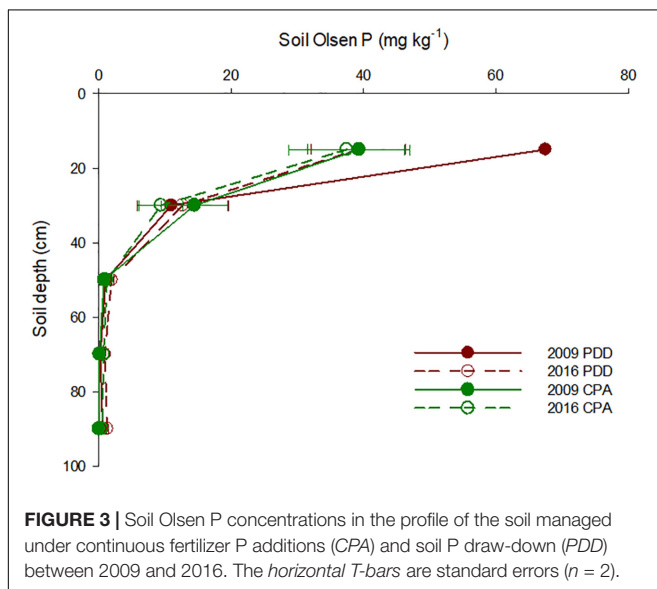 Soil Olsen P (mg kg⁻¹)
0 20 40 60 80
0
20
40
60
80
100
Soil depth (cm)
2009 PDD
2016 PDD
2009 CPA
2016 CPA
FIGURE 3 | Soil Olsen P concentrations in the profile of the soil managed
under continuous fertilizer P additions (CPA) and soil P draw-down (PDD)
between 2009 and 2016. The horizontal T-bars are standard errors (n = 2).